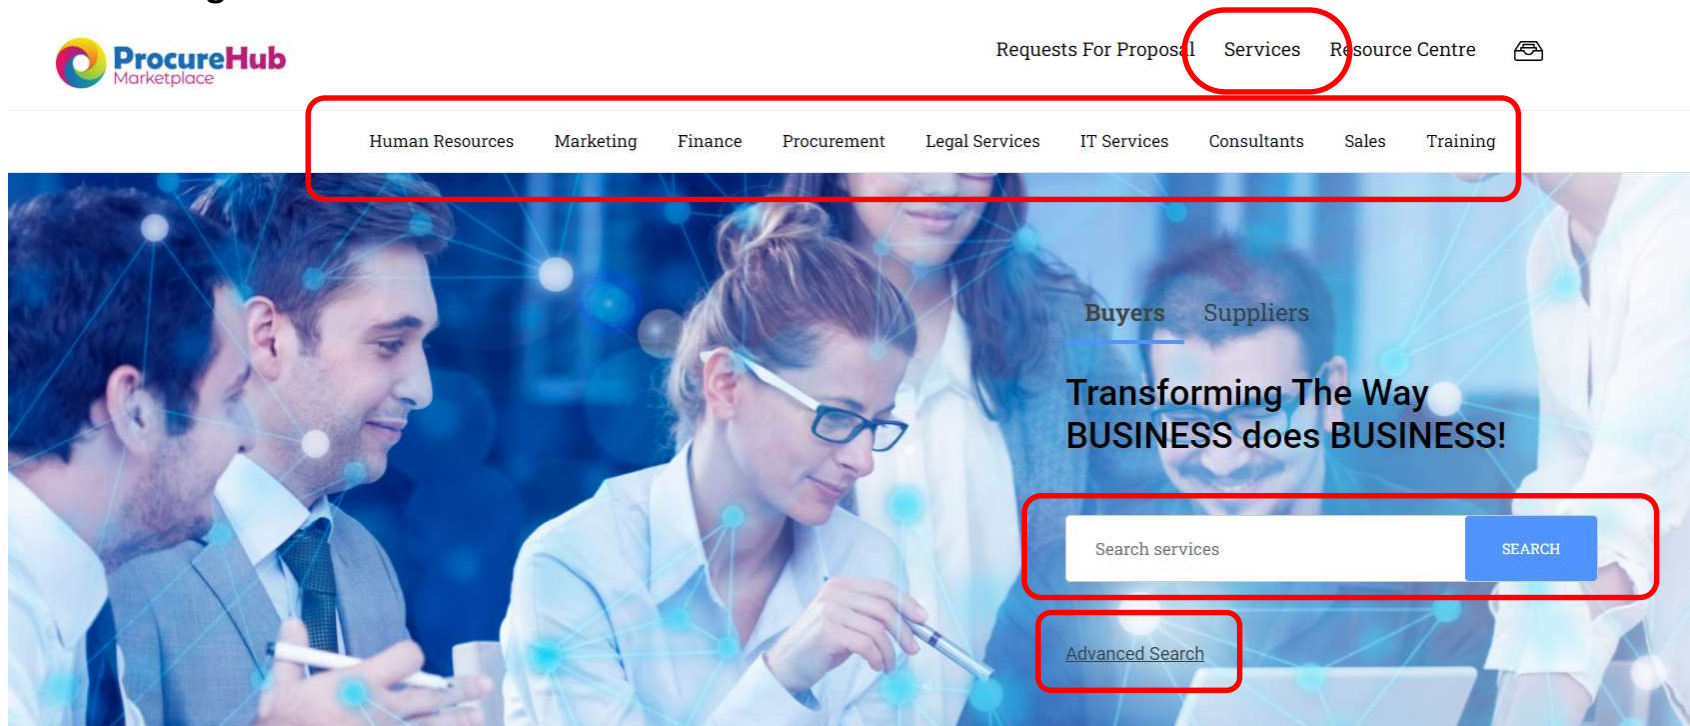 ProcureHub
Marketplace
Requests For Proposal Services Resource Centre
Human Resources Marketing Finance Procurement Legal Services IT Services Consultants Sales Training
Buyers Suppliers
Transforming The Way
BUSINESS does BUSINESS!
Search services SEARCH
Advanced Search